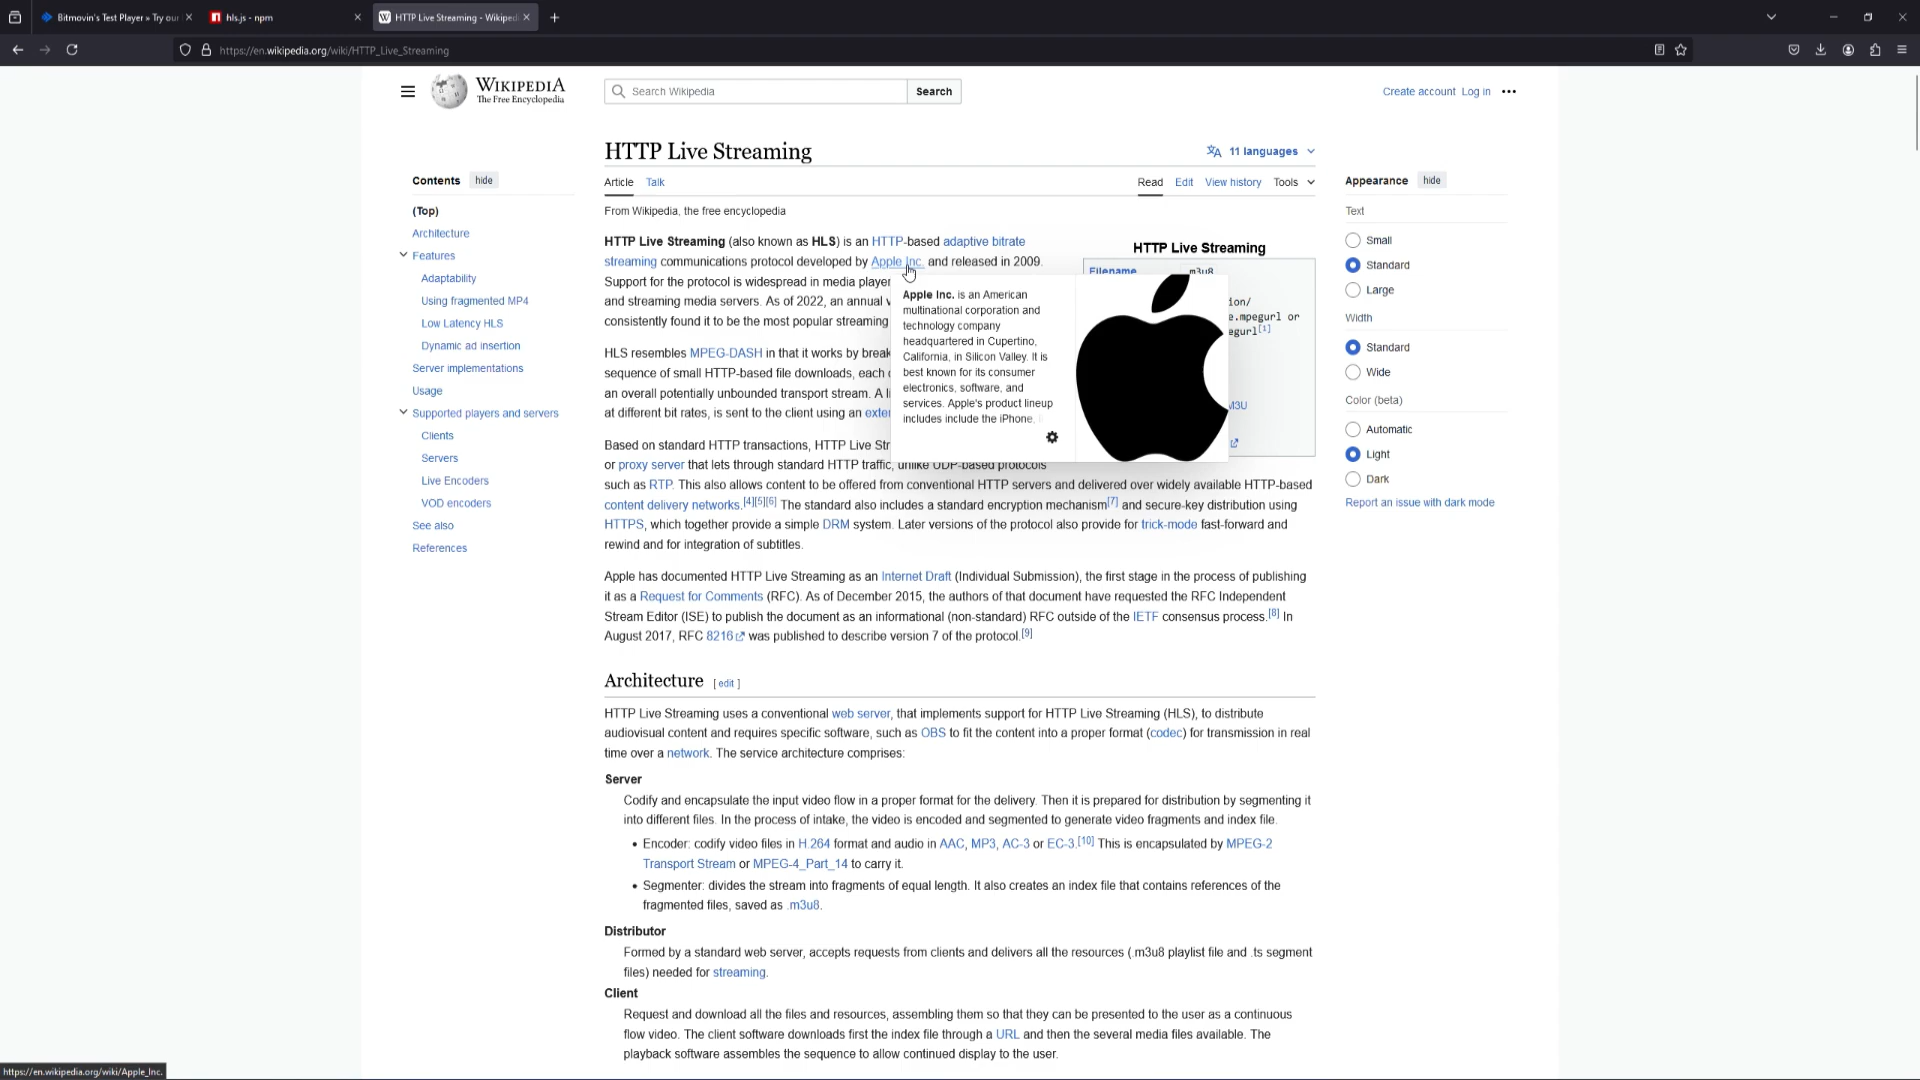 Bitmovin's Test Player » Try our
hls.js - npm
HTTP Live Streaming - Wikiped
https://en.wikipedia.org/wiki/HTTP_Live_Streaming
WIKIPEDIA
The Free Encyclopedia
Search Wikipedia
Search
Create account Log in
HTTP Live Streaming
11 languages
Article Talk
Read Edit View history Tools
From Wikipedia, the free encyclopedia
Contents hide
(Top)
Architecture
Features
Adaptability
Using fragmented MP4
Low Latency HLS
Dynamic ad insertion
Server implementations
Usage
Supported players and servers
Clients
Servers
Live Encoders
VOD encoders
See also
References
HTTP Live Streaming (also known as HLS) is an HTTP-based adaptive bitrate
streaming communications protocol developed by Apple Inc. and released in 2009.
Support for the protocol is widespread in media player
and streaming media servers. As of 2022, an annual v
consistently found it to be the most popular streaming
HLS resembles MPEG-DASH in that it works by break
sequence of small HTTP-based file downloads, each
an overall potentially unbounded transport stream. A li
at different bit rates, is sent to the client using an exter
Based on standard HTTP transactions, HTTP Live Str
or proxy server that lets through standard HTTP traffic, unlike UDP-based protocols
such as RTP. This also allows content to be offered from conventional HTTP servers and delivered over widely available HTTP-based
content delivery networks.[4][5][6] The standard also includes a standard encryption mechanism[7] and secure-key distribution using
HTTPS, which together provide a simple DRM system. Later versions of the protocol also provide for trick-mode fast-forward and
rewind and for integration of subtitles.
Apple has documented HTTP Live Streaming as an Internet Draft (Individual Submission), the first stage in the process of publishing
it as a Request for Comments (RFC). As of December 2015, the authors of that document have requested the RFC Independent
Stream Editor (ISE) to publish the document as an informational (non-standard) RFC outside of the IETF consensus process.[8] In
August 2017, RFC 8216 was published to describe version 7 of the protocol.[9]
HTTP Live Streaming
Filename
.m3u8
ion/
e.mpegurl or
egurl[1]
M3U
Apple Inc. is an American
multinational corporation and
technology company
headquartered in Cupertino,
California, in Silicon Valley. It is
best known for its consumer
electronics, software, and
services. Apple's product lineup
includes include the iPhone,
Architecture [ edit ]
HTTP Live Streaming uses a conventional web server, that implements support for HTTP Live Streaming (HLS), to distribute
audiovisual content and requires specific software, such as OBS to fit the content into a proper format (codec) for transmission in real
time over a network. The service architecture comprises:
Server
Codify and encapsulate the input video flow in a proper format for the delivery. Then it is prepared for distribution by segmenting it
into different files. In the process of intake, the video is encoded and segmented to generate video fragments and index file.
• Encoder: codify video files in H.264 format and audio in AAC, MP3, AC-3 or EC-3.[10] This is encapsulated by MPEG-2
Transport Stream or MPEG-4_Part_14 to carry it.
• Segmenter: divides the stream into fragments of equal length. It also creates an index file that contains references of the
fragmented files, saved as .m3u8.
Distributor
Formed by a standard web server, accepts requests from clients and delivers all the resources (.m3u8 playlist file and .ts segment
files) needed for streaming.
Client
Request and download all the files and resources, assembling them so that they can be presented to the user as a continuous
flow video. The client software downloads first the index file through a URL and then the several media files available. The
playback software assembles the sequence to allow continued display to the user.
Appearance hide
Text
Small
Standard
Large
Width
Standard
Wide
Color (beta)
Automatic
Light
Dark
Report an issue with dark mode
https://en.wikipedia.org/wiki/Apple_Inc.